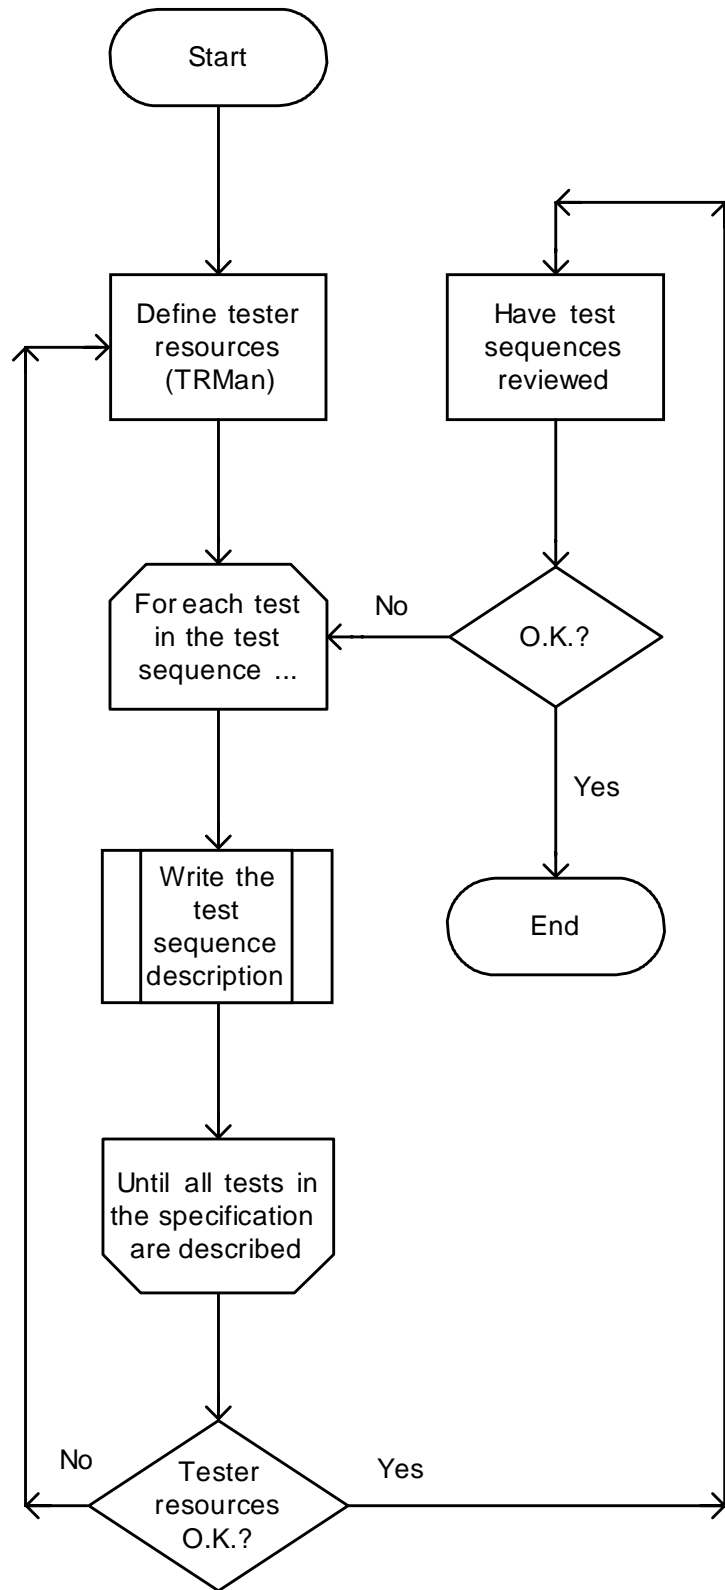 Start
Define tester
resources
(TRMan)
For each test
in the test
sequence ...
Write the
test
sequence
description
Until all tests in
the specification
are described
Tester
resources
O.K.?
No
Yes
Have test
sequences
reviewed
O.K.?
No
Yes
End